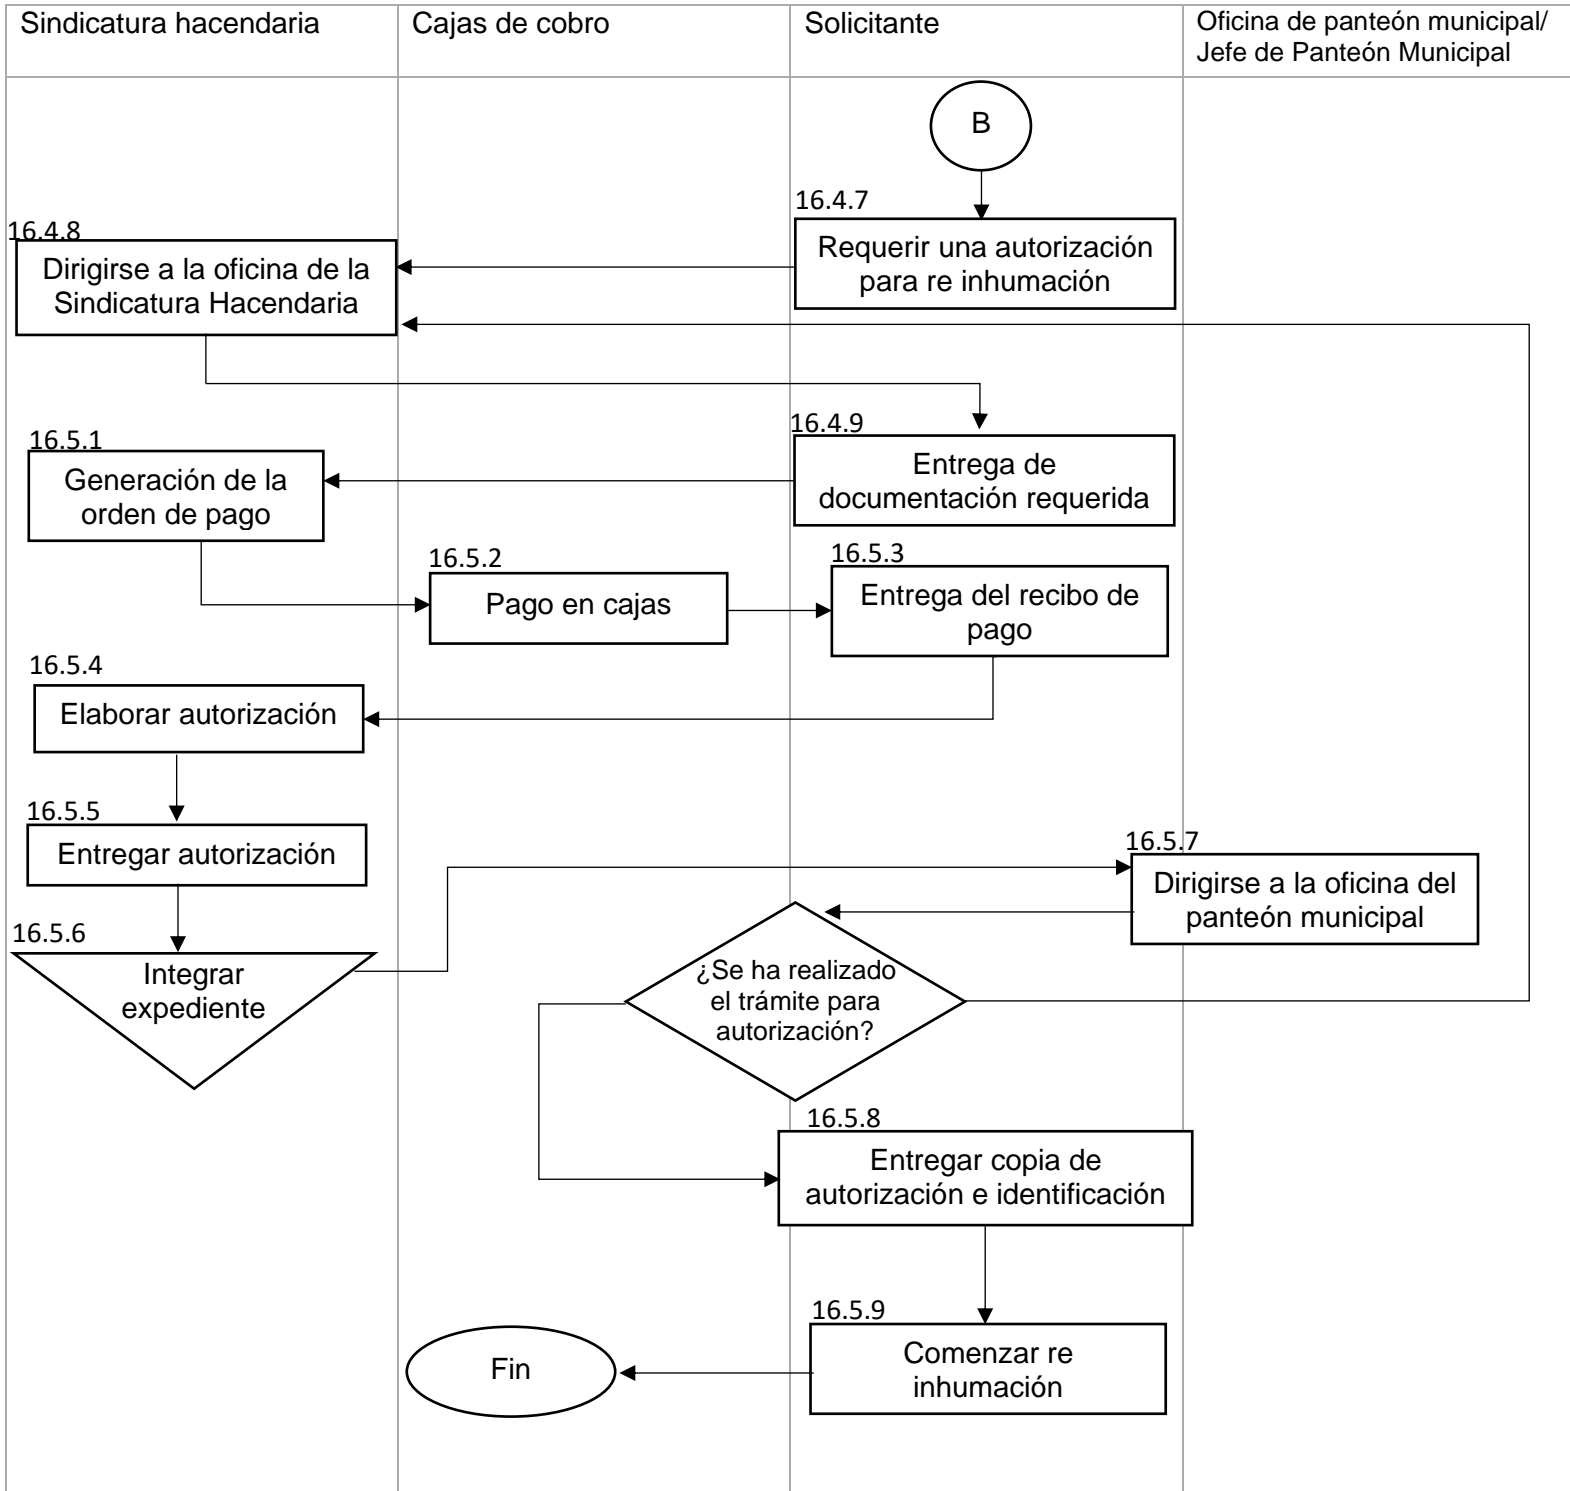 Sindicatura hacendaria
Cajas de cobro
Solicitante
Oficina de panteón municipal/
Jefe de Panteón Municipal
B
16.4.7
Requerir una autorización
para re inhumación
16.4.8
Dirigirse a la oficina de la
Sindicatura Hacendaria
16.4.9
Entrega de
documentación requerida
16.5.1
Generación de la
orden de pago
16.5.2
Pago en cajas
16.5.3
Entrega del recibo de
pago
16.5.4
Elaborar autorización
16.5.5
Entregar autorización
16.5.6
Integrar
expediente
16.5.7
Dirigirse a la oficina del
panteón municipal
¿Se ha realizado
el trámite para
autorización?
16.5.8
Entregar copia de
autorización e identificación
16.5.9
Comenzar re
inhumación
Fin